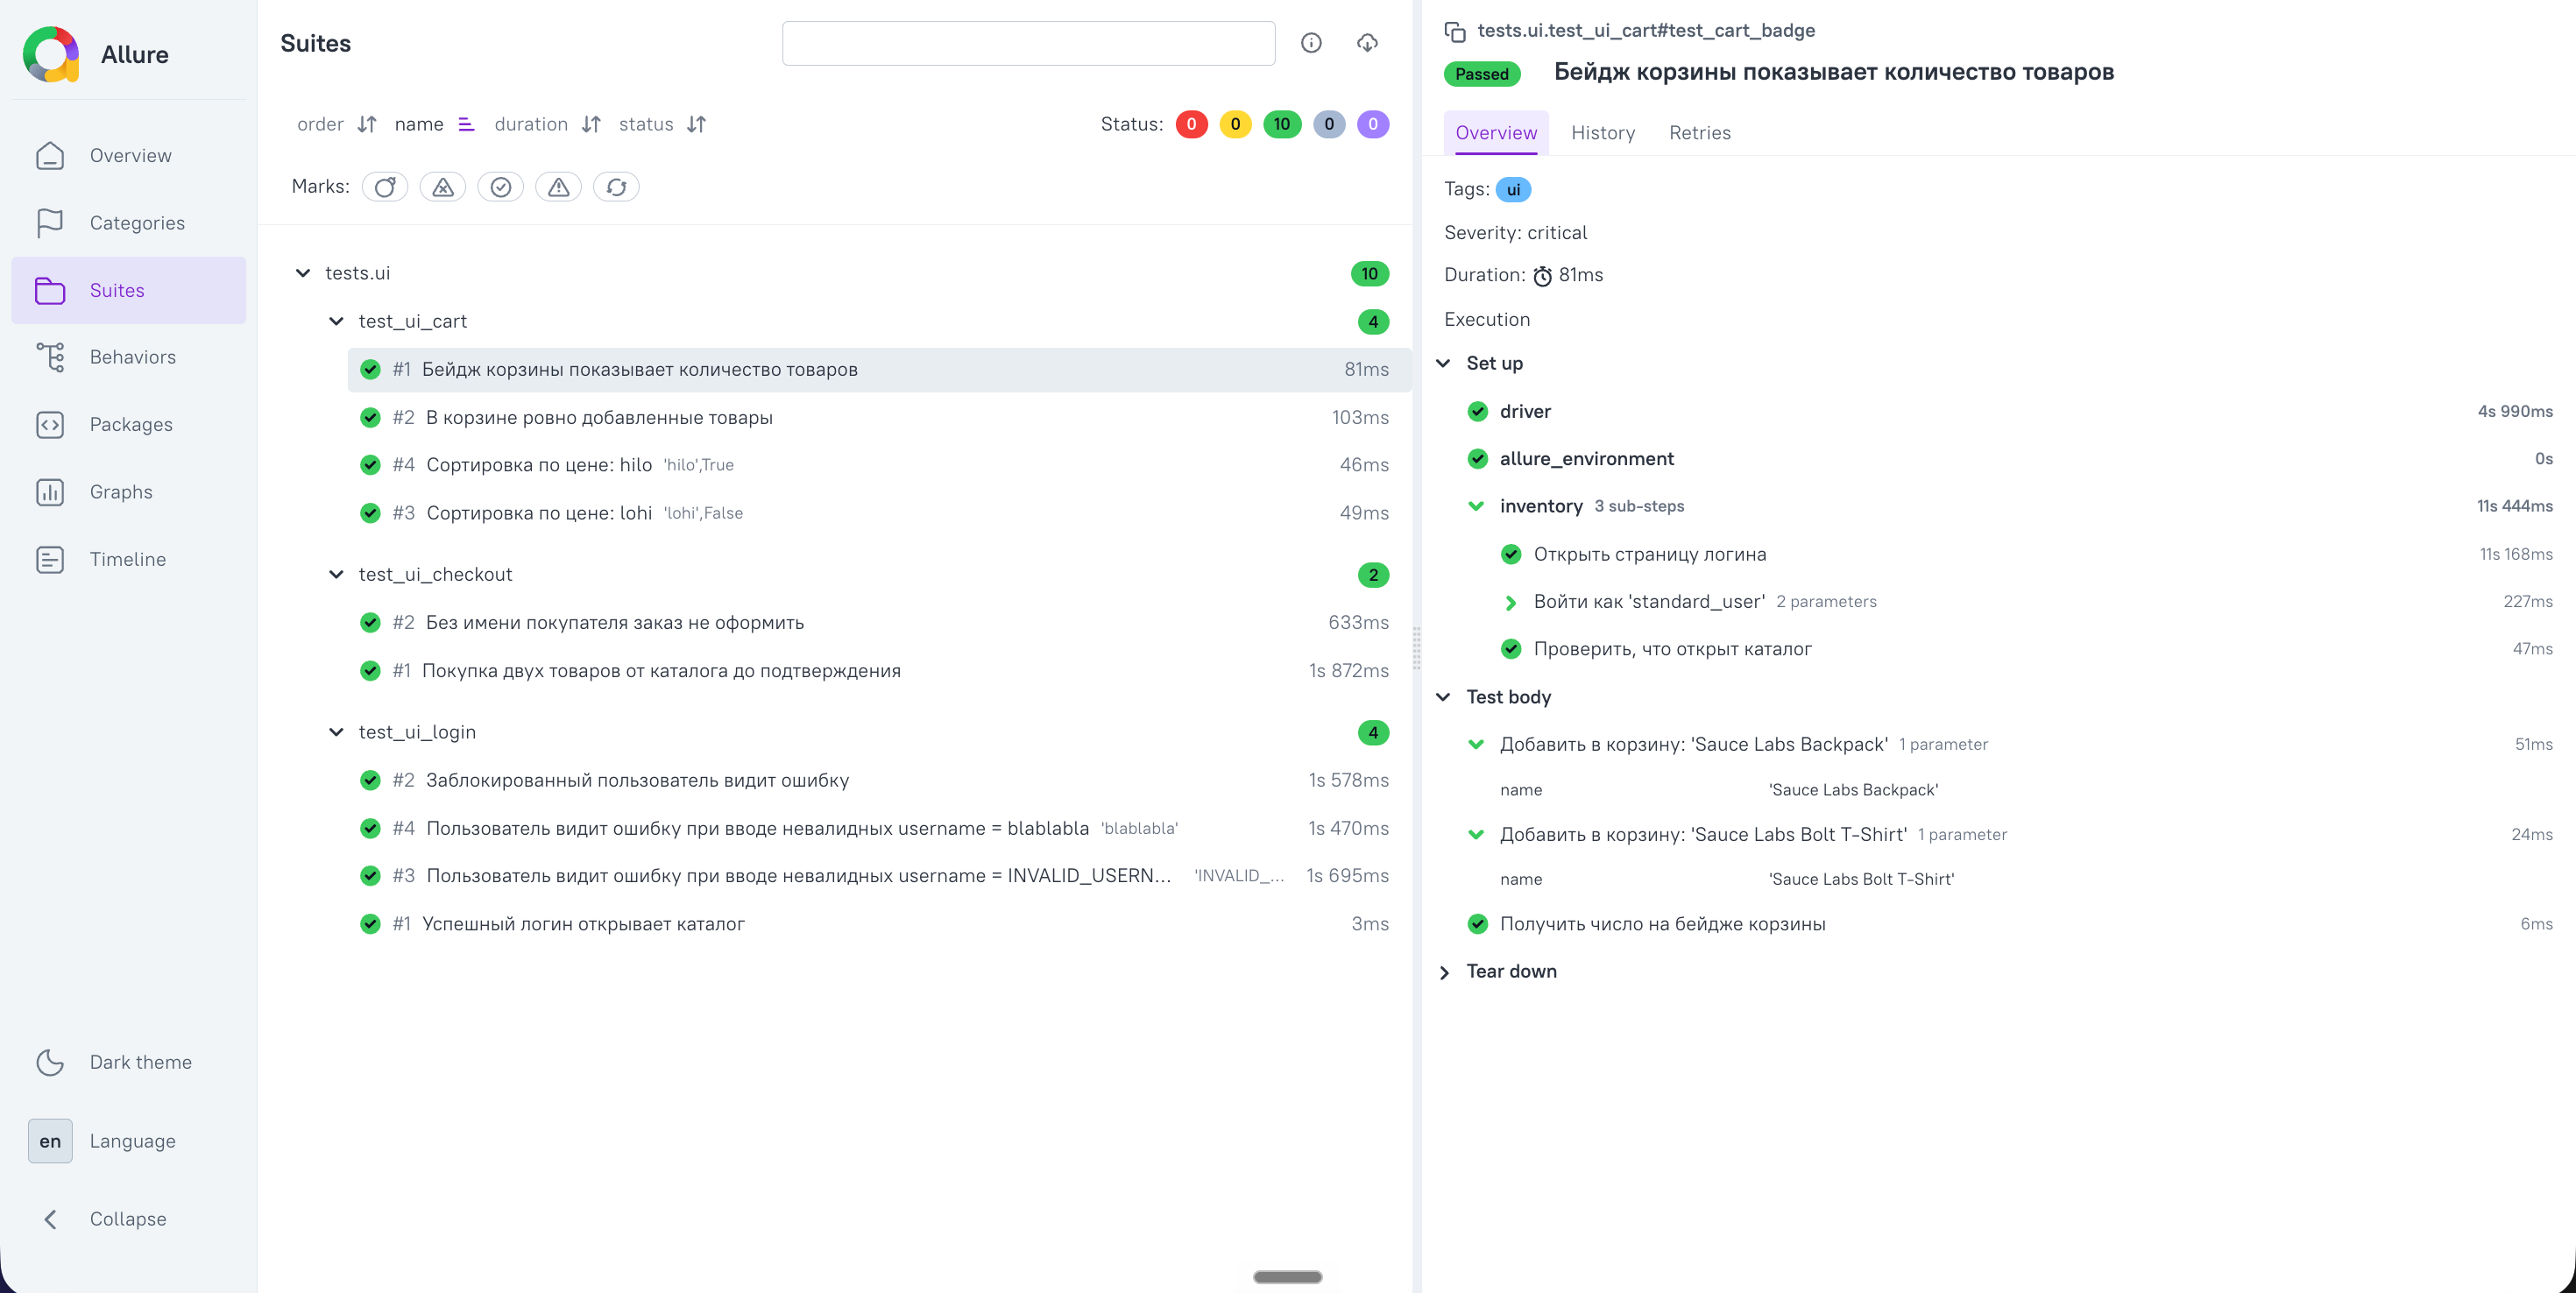 Allure
Overview
Categories
Suites
Behaviors
Packages
Graphs
Timeline
Dark theme
en Language
Collapse
Suites
order name duration status
Status: 0 0 10 0 0
Marks:
tests.ui 10
test_ui_cart 4
#1 Бейдж корзины показывает количество товаров 81ms
#2 В корзине ровно добавленные товары 103ms
#4 Сортировка по цене: hilo 'hilo',True 46ms
#3 Сортировка по цене: lohi 'lohi',False 49ms
test_ui_checkout 2
#2 Без имени покупателя заказ не оформить 633ms
#1 Покупка двух товаров от каталога до подтверждения 1s 872ms
test_ui_login 4
#2 Заблокированный пользователь видит ошибку 1s 578ms
#4 Пользователь видит ошибку при вводе невалидных username = blablabla 'blablabla' 1s 470ms
#3 Пользователь видит ошибку при вводе невалидных username = INVALID_USERN... 'INVALID_... 1s 695ms
#1 Успешный логин открывает каталог 3ms
tests.ui.test_ui_cart#test_cart_badge
Passed Бейдж корзины показывает количество товаров
Overview History Retries
Tags: ui
Severity: critical
Duration: 81ms
Execution
Set up
driver 4s 990ms
allure_environment 0s
inventory 3 sub-steps 11s 444ms
Открыть страницу логина 11s 168ms
Войти как 'standard_user' 2 parameters 227ms
Проверить, что открыт каталог 47ms
Test body
Добавить в корзину: 'Sauce Labs Backpack' 1 parameter 51ms
name 'Sauce Labs Backpack'
Добавить в корзину: 'Sauce Labs Bolt T-Shirt' 1 parameter 24ms
name 'Sauce Labs Bolt T-Shirt'
Получить число на бейдже корзины 6ms
Tear down